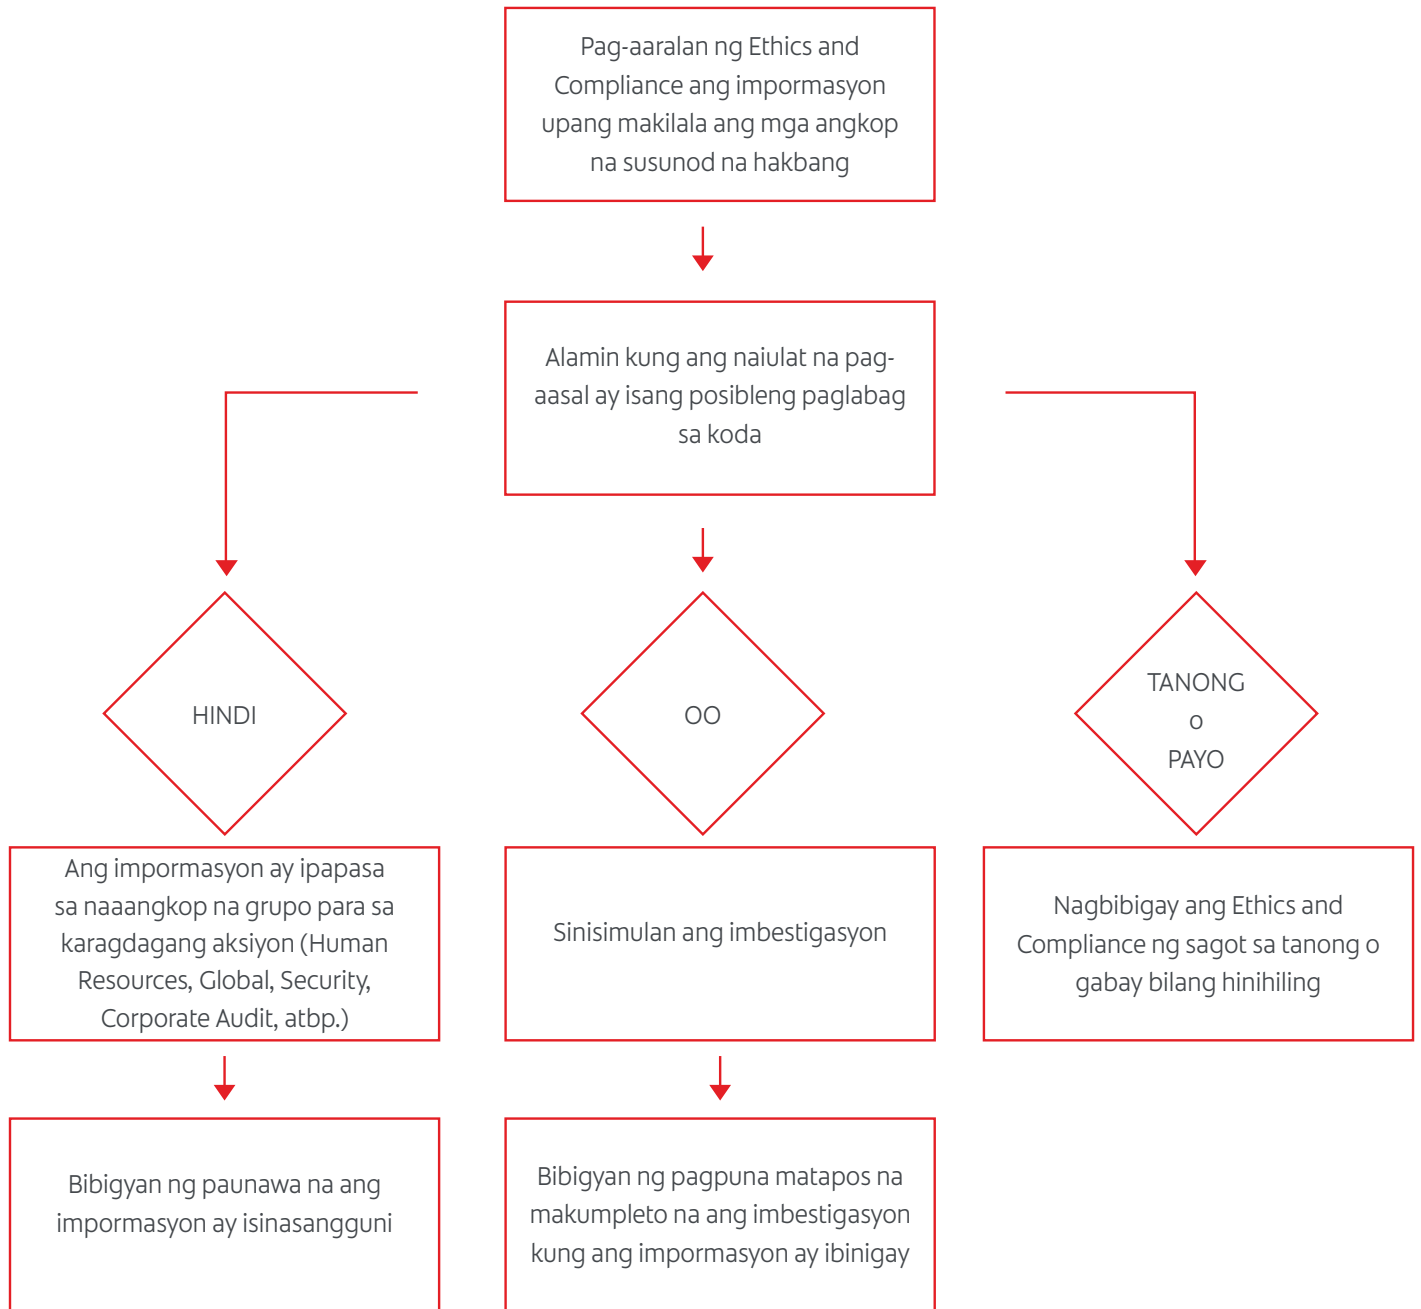 Pag-aaralan ng Ethics and
Compliance ang impormasyon
upang makilala ang mga angkop
na susunod na hakbang
Alamin kung ang naiulat na pag-
aasal ay isang posibleng paglabag
sa koda
HINDI
OO
TANONG
o
PAYO
Ang impormasyon ay ipapasa
sa naaangkop na grupo para sa
karagdagang aksiyon (Human
Resources, Global, Security,
Corporate Audit, atbp.)
Sinisimulan ang imbestigasyon
Nagbibigay ang Ethics and
Compliance ng sagot sa tanong o
gabay bilang hinihiling
Bibigyan ng paunawa na ang
impormasyon ay isinasangguni
Bibigyan ng pagpuna matapos na
makumpleto na ang imbestigasyon
kung ang impormasyon ay ibinigay